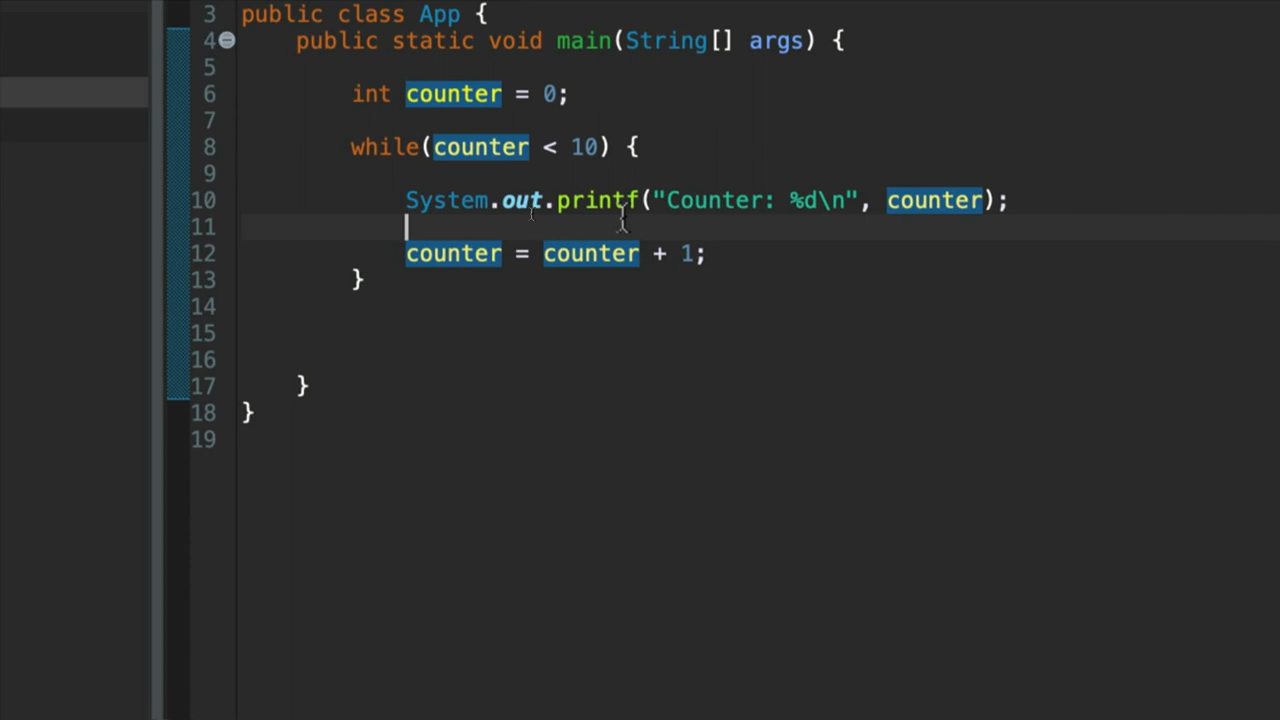 3 public class App {
4 public static void main(String[] args) {
5
6 int counter = 0;
7
8 while(counter < 10) {
9
10 System.out.printf("Counter: %d\n", counter);
11
12 counter = counter + 1;
13 }
14
15
16
17 }
18 }
19